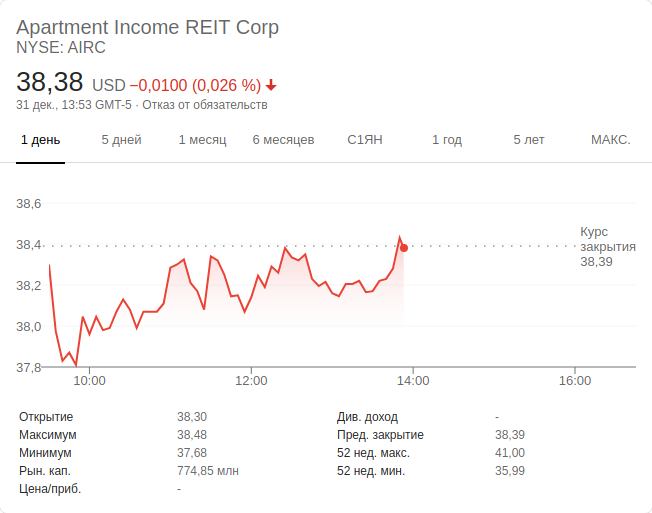 Apartment Income REIT Corp
NYSE: AIRC
38,38 USD −0,0100 (0,026 %)
31 дек., 13:53 GMT-5 · Отказ от обязательств
1 день 5 дней 1 месяц 6 месяцев С1ЯН 1 год 5 лет МАКС.
38,6
38,4
38,2
38,0
37,8
Курс
закрытия
38,39
10:00 12:00 14:00 16:00
Открытие 38,30 Див. доход -
Максимум 38,48 Пред. закрытие 38,39
Минимум 37,68 52 нед. макс. 41,00
Рын. кап. 774,85 млн 52 нед. мин. 35,99
Цена/приб. -